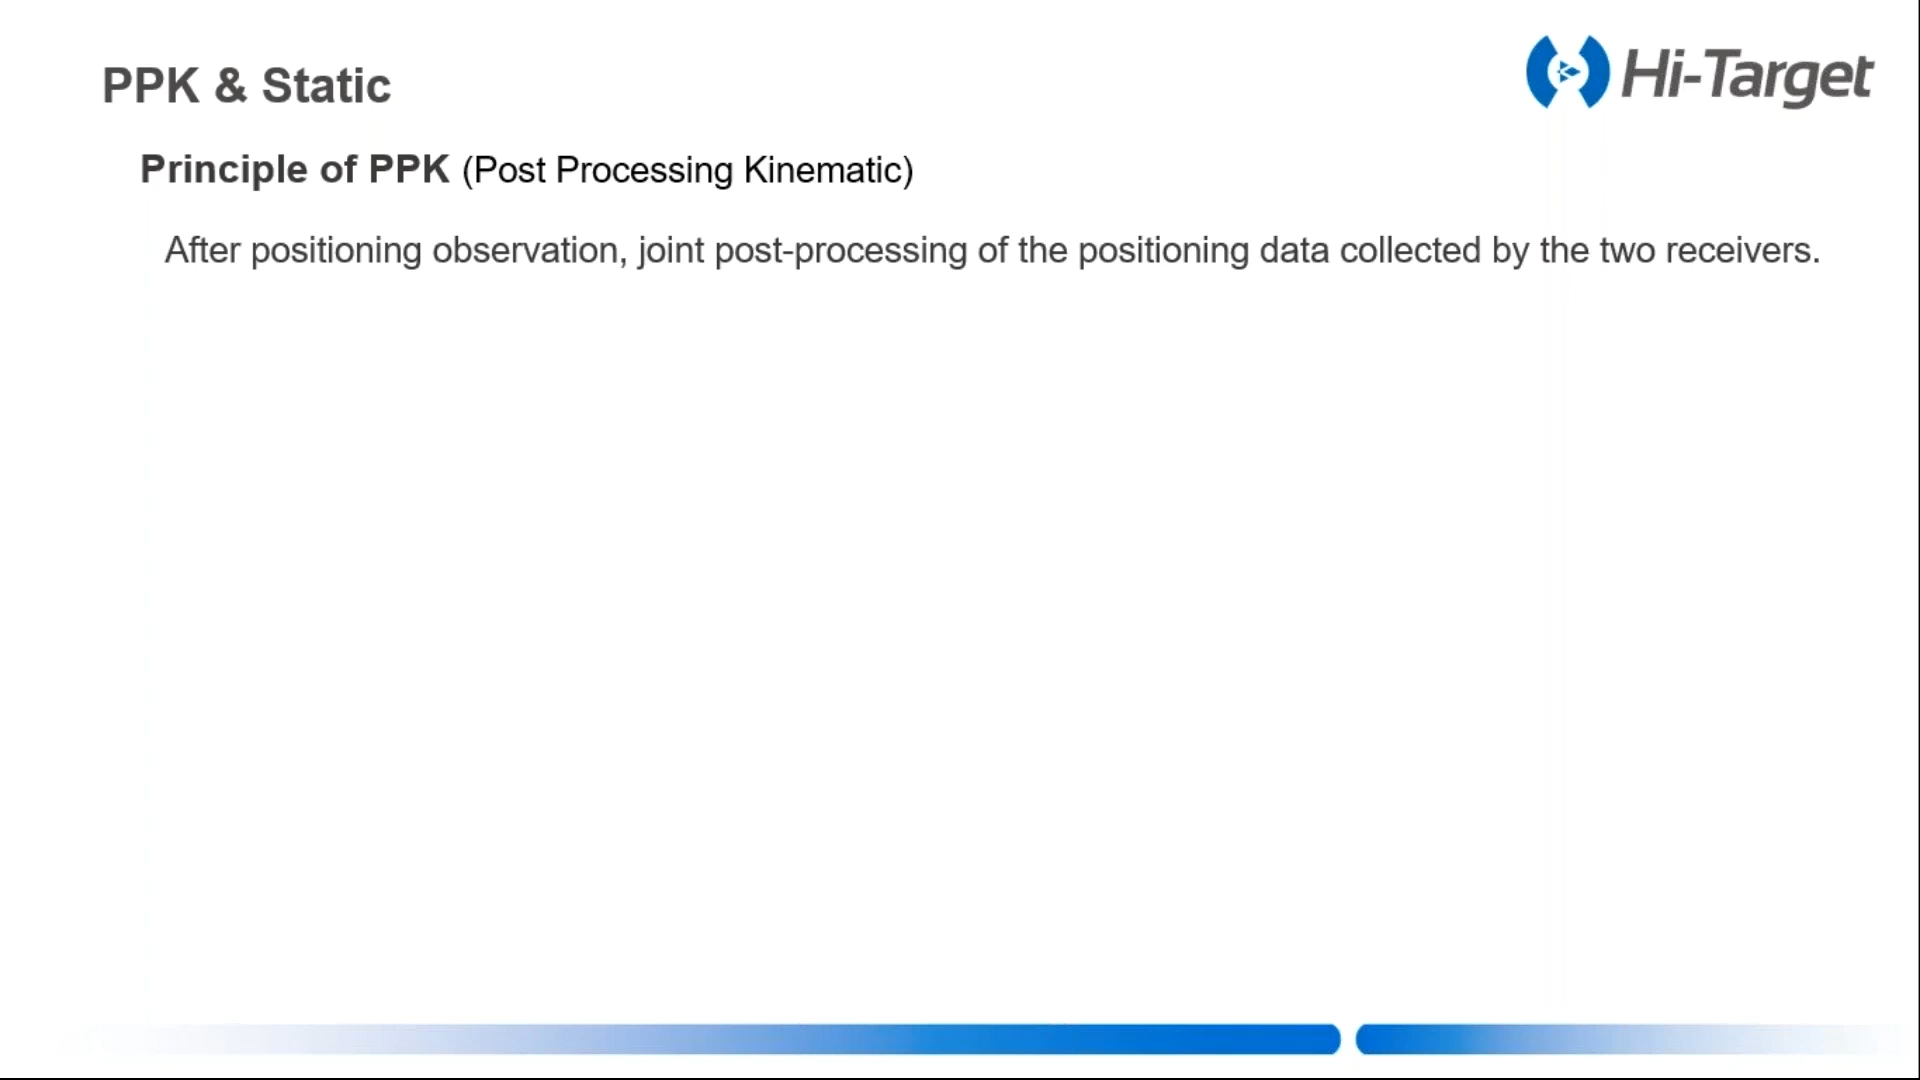 PPK & Static
Hi-Target
Principle of PPK (Post Processing Kinematic)
After positioning observation, joint post-processing of the positioning data collected by the two receivers.